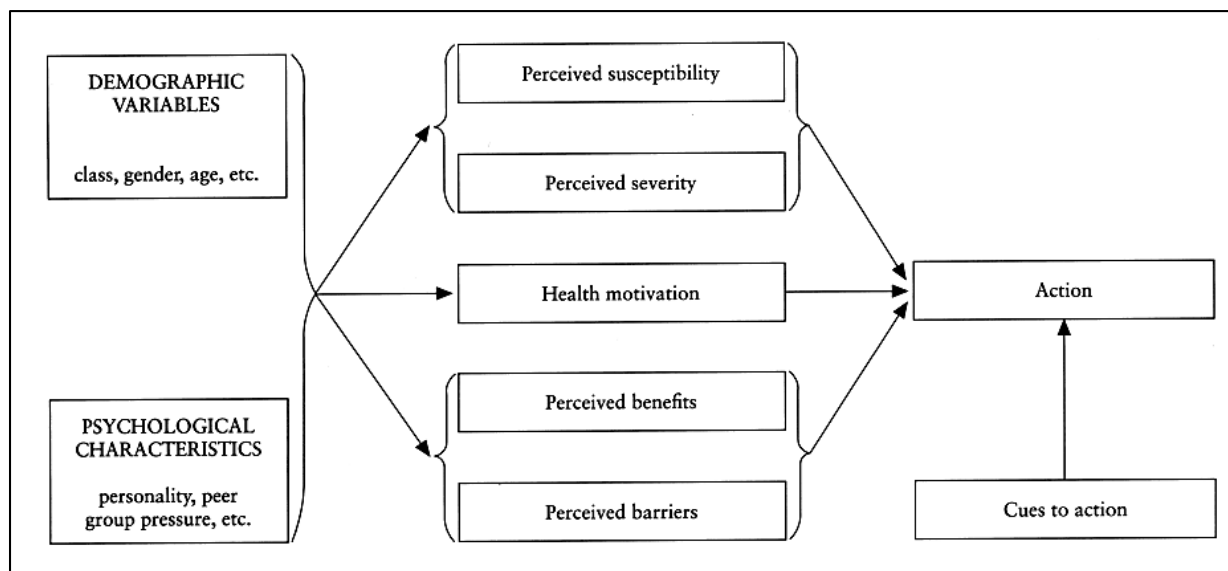 DEMOGRAPHIC
VARIABLES
class, gender, age, etc.
PSYCHOLOGICAL
CHARACTERISTICS
personality, peer
group pressure, etc.
Perceived susceptibility
Perceived severity
Health motivation
Perceived benefits
Perceived barriers
Action
Cues to action